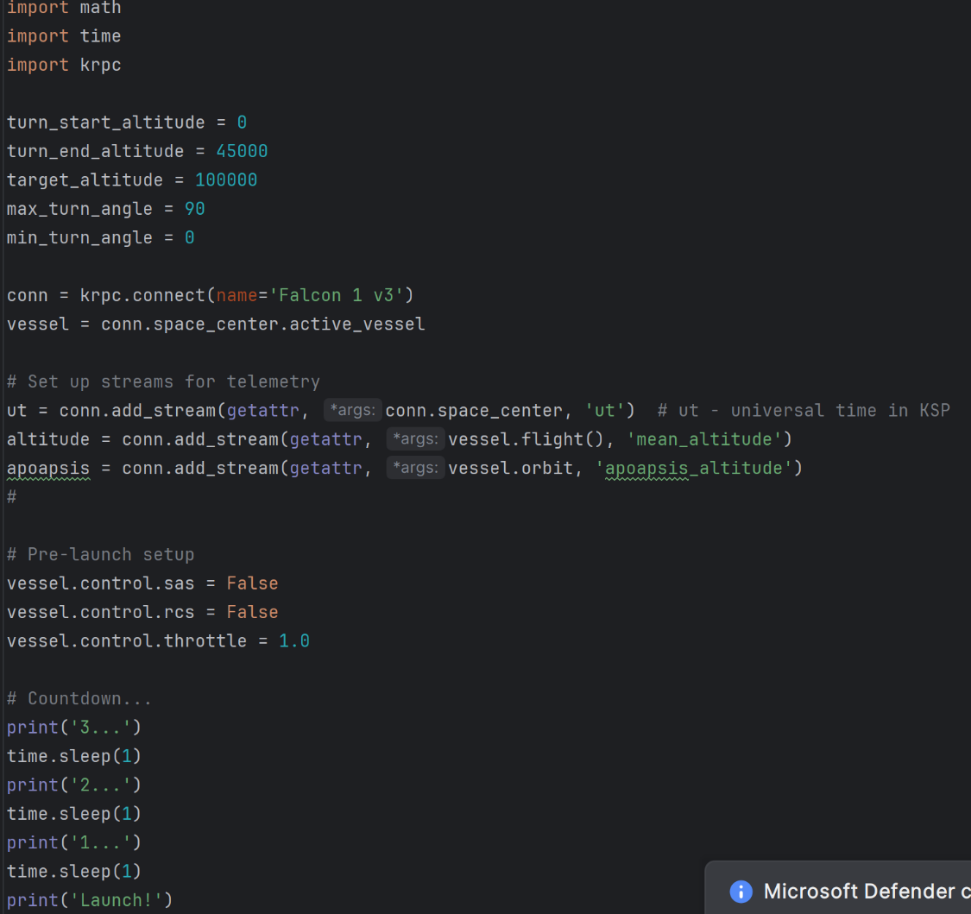 import math
import time
import krpc
turn_start_altitude = 0
turn_end_altitude = 45000
target_altitude = 100000
max_turn_angle = 90
min_turn_angle = 0
conn = krpc.connect(name='Falcon 1 v3')
vessel = conn.space_center.active_vessel
# Set up streams for telemetry
ut = conn.add_stream(getattr, *args: conn.space_center, 'ut')  # ut - universal time in KSP
altitude = conn.add_stream(getattr, *args: vessel.flight(), 'mean_altitude')
apoapsis = conn.add_stream(getattr, *args: vessel.orbit, 'apoapsis_altitude')
#
# Pre-launch setup
vessel.control.sas = False
vessel.control.rcs = False
vessel.control.throttle = 1.0
# Countdown...
print('3...')
time.sleep(1)
print('2...')
time.sleep(1)
print('1...')
time.sleep(1)
print('Launch!')
Microsoft Defender c